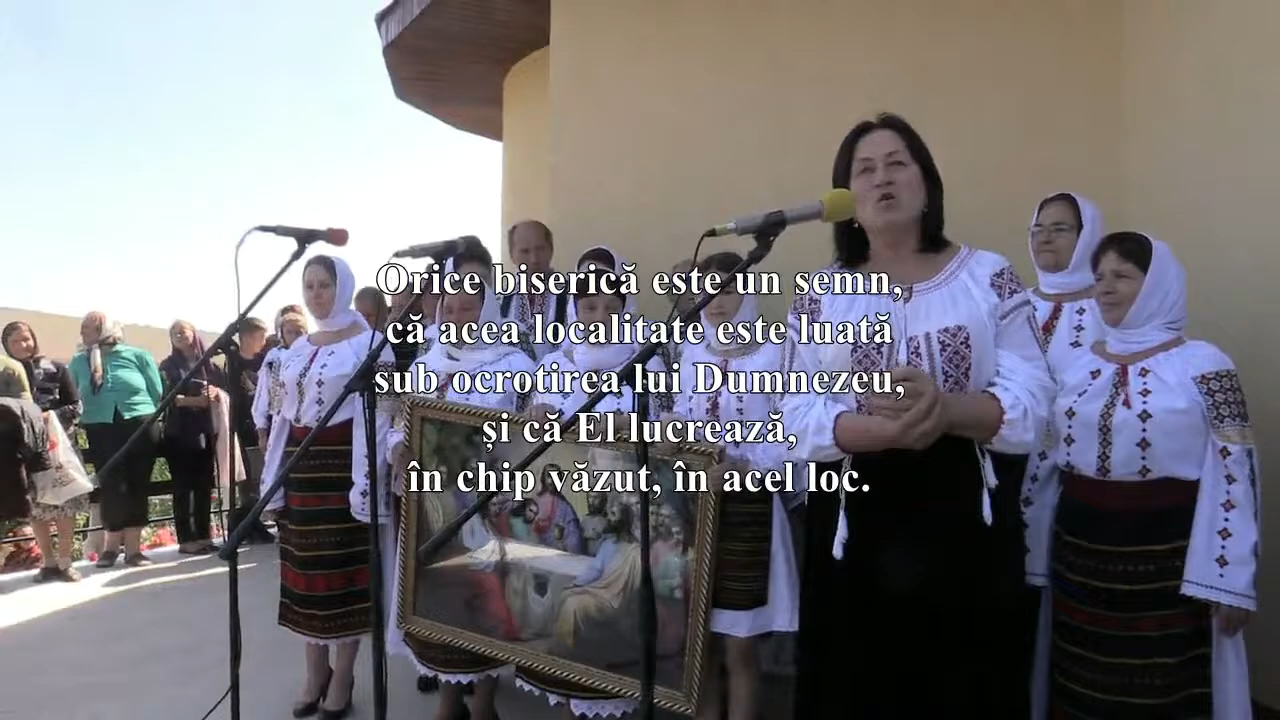 Orice biserică este un semn,
că acea localitate este luată
sub ocrotirea lui Dumnezeu,
și că El lucrează,
în chip văzut, în acel loc.